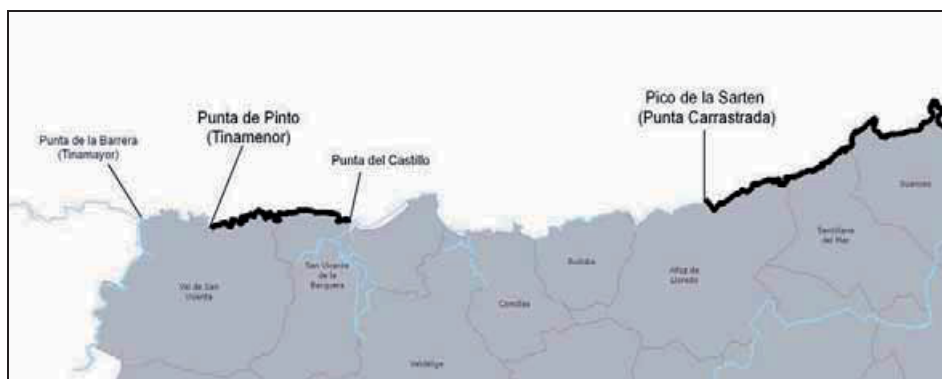 Punta de la Barrera
(Tinamayor)
Punta de Pinto
(Tinamenor)
Punta del Castillo
Pico de la Sarten
(Punta Carrastrada)
Val de San
Vicente
San Vicente
de la
Barquera
Valdáliga
Comillas
Ruiloba
Alfoz de
Lloredo
Santillana
del Mar
Suances